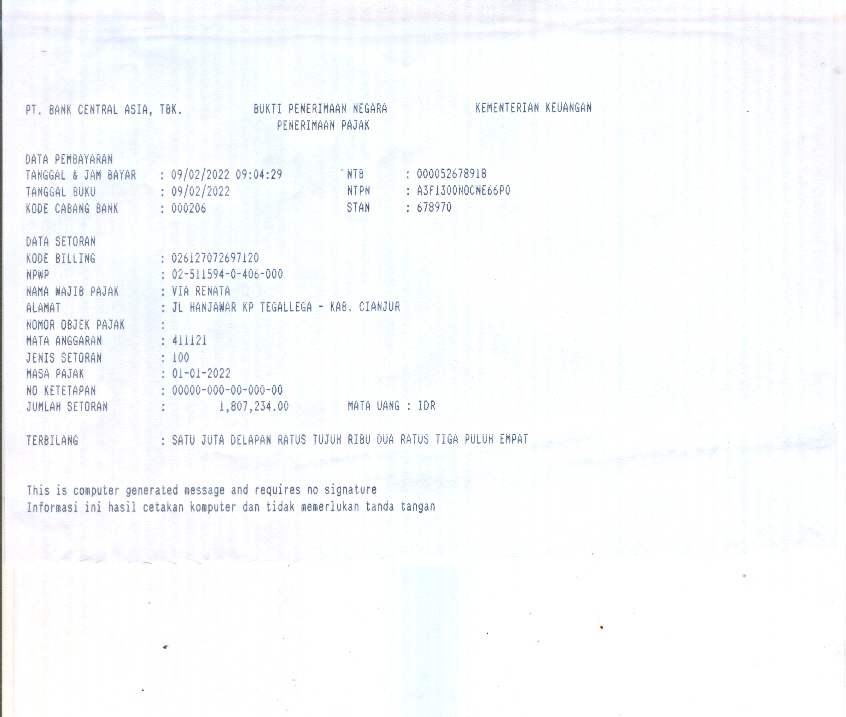 PT. BANK CENTRAL ASIA, TBK. BUKTI PENERIMAAN NEGARA KEMENTERIAN KEUANGAN
PENERIMAAN PAJAK
DATA PEMBAYARAN
TANGGAL & JAM BAYAR : 09/02/2022 09:04:29 NTB : 000052678918
TANGGAL BUKU : 09/02/2022 NTPN : A3F1300NOCNE66P0
KODE CABANG BANK : 000206 STAN : 678970
DATA SETORAN
KODE BILLING : 026127072697120
NPWP : 02-511594-0-406-000
NAMA WAJIB PAJAK : VIA RENATA
ALAMAT : JL HANJAWAR KP TEGALLEGA - KAB. CIANJUR
NOMOR OBJEK PAJAK :
MATA ANGGARAN : 411121
JENIS SETORAN : 100
MASA PAJAK : 01-01-2022
NO KETETAPAN : 00000-000-00-000-00
JUMLAH SETORAN : 1,807,234.00 MATA UANG : IDR
TERBILANG : SATU JUTA DELAPAN RATUS TUJUH RIBU DUA RATUS TIGA PULUH EMPAT
This is computer generated message and requires no signature
Informasi ini hasil cetakan komputer dan tidak memerlukan tanda tangan